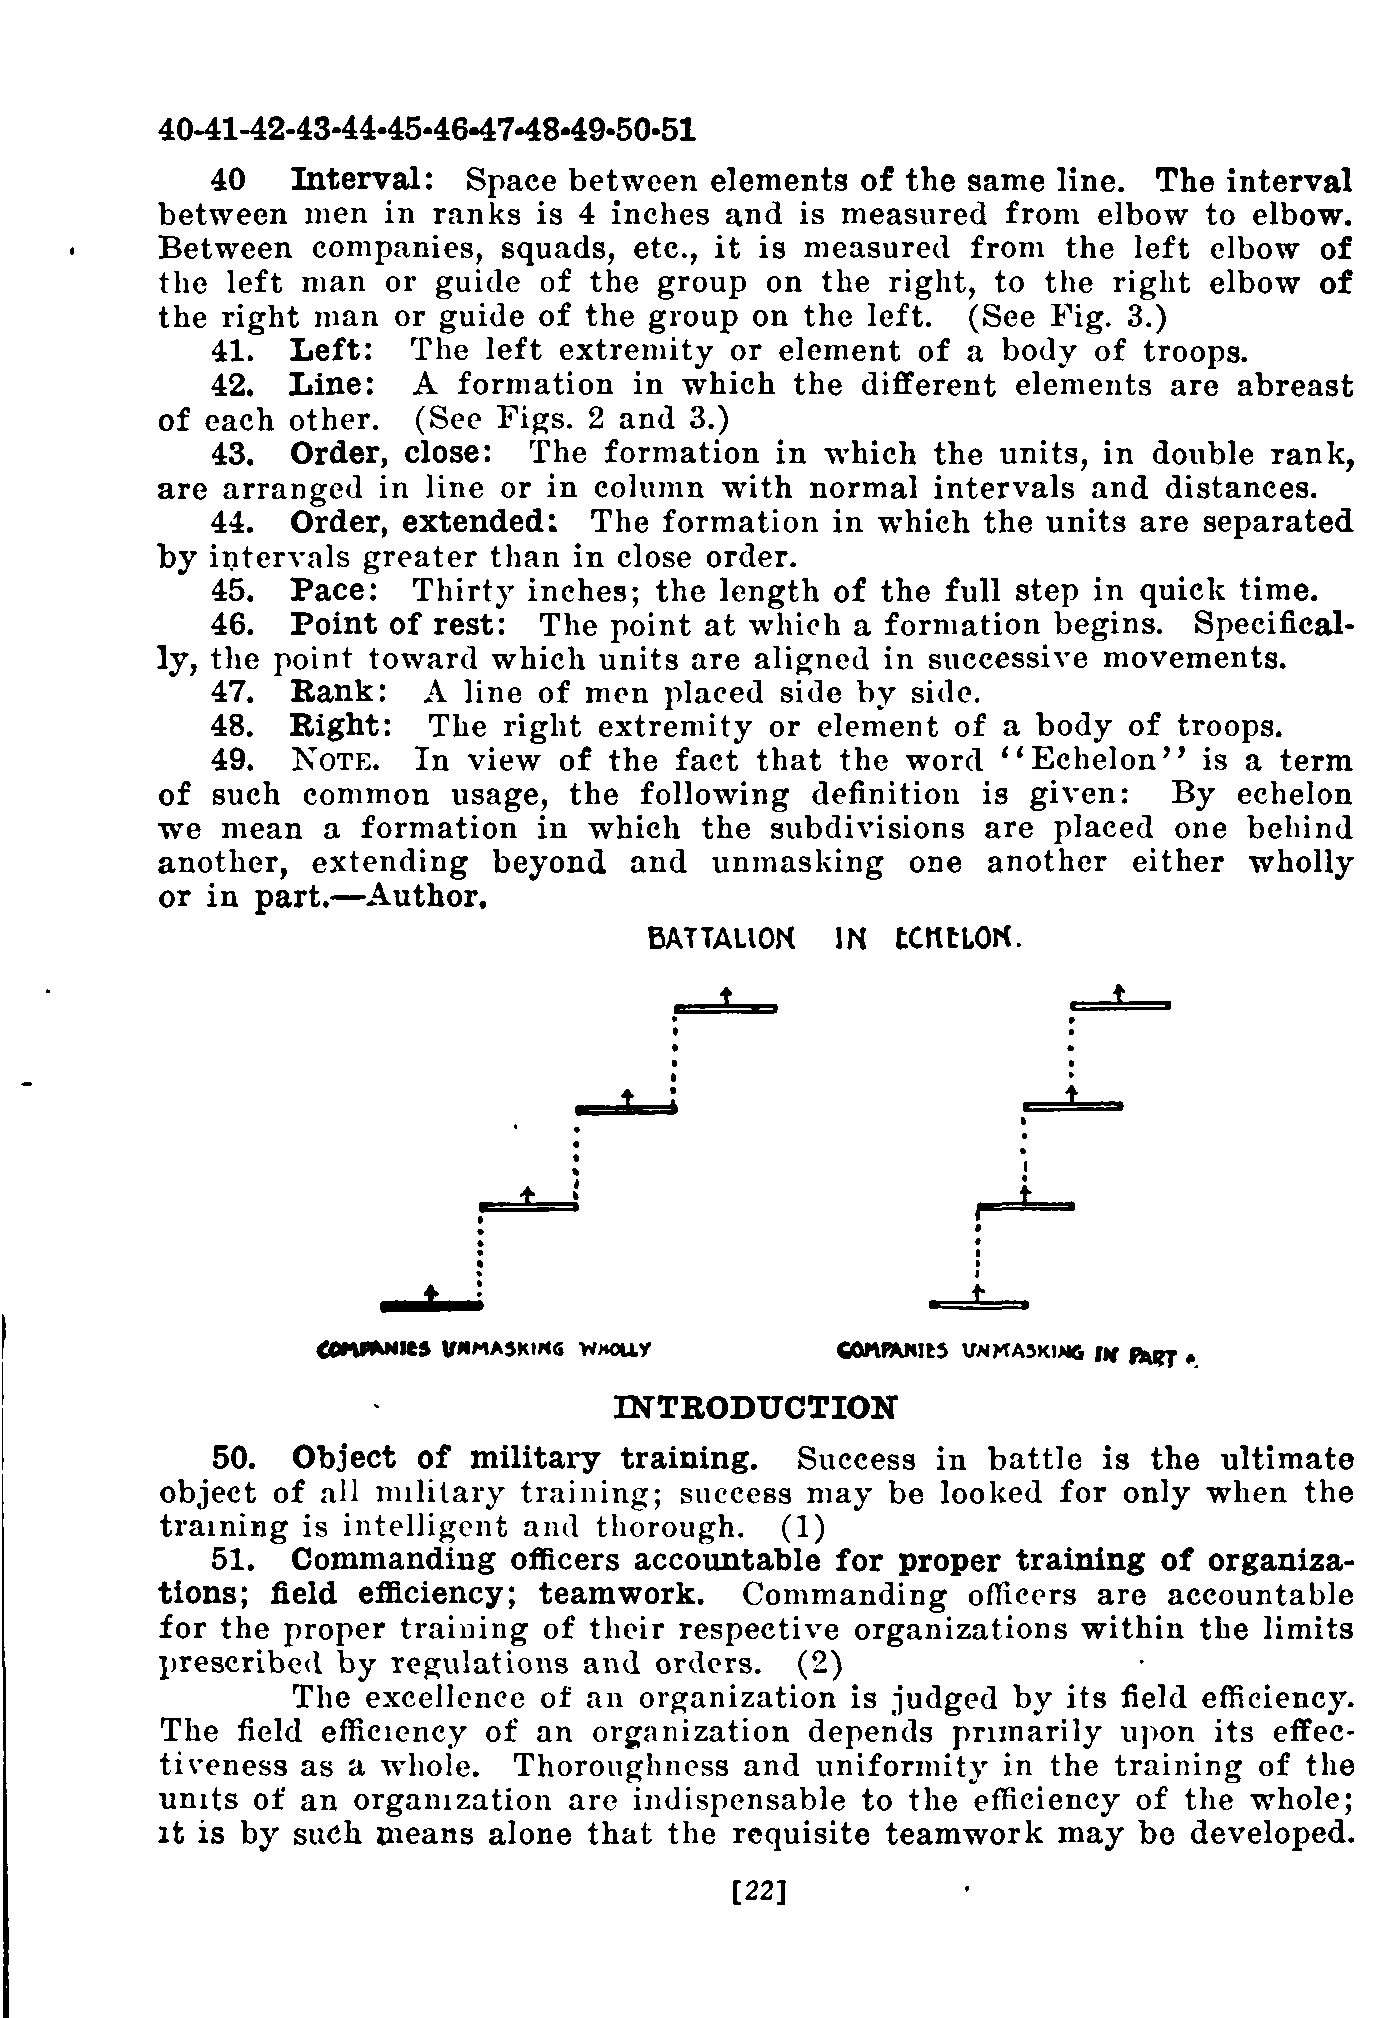 40-41-42-43-44-45-46-47-48-49-50-51
40 Interval: Space between elements of the same line. The interval
between men in ranks is 4 inches and is measured from elbow to elbow.
Between companies, squads, etc., it is measured from the left elbow of
the left man or guide of the group on the right, to the right elbow of
the right man or guide of the group on the left. (See Fig. 3.)
41. Left: The left extremity or element of a body of troops.
42. Line: A formation in which the different elements are abreast
of each other. (See Figs. 2 and 3.)
43. Order, close: The formation in which the units, in double rank,
are arranged in line or in column with normal intervals and distances.
44. Order, extended: The formation in which the units are separated
by intervals greater than in close order.
45. Pace: Thirty inches; the length of the full step in quick time.
46. Point of rest: The point at which a formation begins. Specifical-
ly, the point toward which units are aligned in successive movements.
47. Rank: A line of men placed side by side.
48. Right: The right extremity or element of a body of troops.
49. NOTE. In view of the fact that the word "Echelon" is a term
of such common usage, the following definition is given: By echelon
we mean a formation in which the subdivisions are placed one behind
another, extending beyond and unmasking one another either wholly
or in part.—Author.
BATTALION IN ECHELON.
COMPANIES UNMASKING WHOLLY
COMPANIES UNMASKING IN PART.
INTRODUCTION
50. Object of military training. Success in battle is the ultimate
object of all military training; success may be looked for only when the
training is intelligent and thorough. (1)
51. Commanding officers accountable for proper training of organiza-
tions; field efficiency; teamwork. Commanding officers are accountable
for the proper training of their respective organizations within the limits
prescribed by regulations and orders. (2)
The excellence of an organization is judged by its field efficiency.
The field efficiency of an organization depends primarily upon its effec-
tiveness as a whole. Thoroughness and uniformity in the training of the
units of an organization are indispensable to the efficiency of the whole;
it is by such means alone that the requisite teamwork may be developed.
[22]